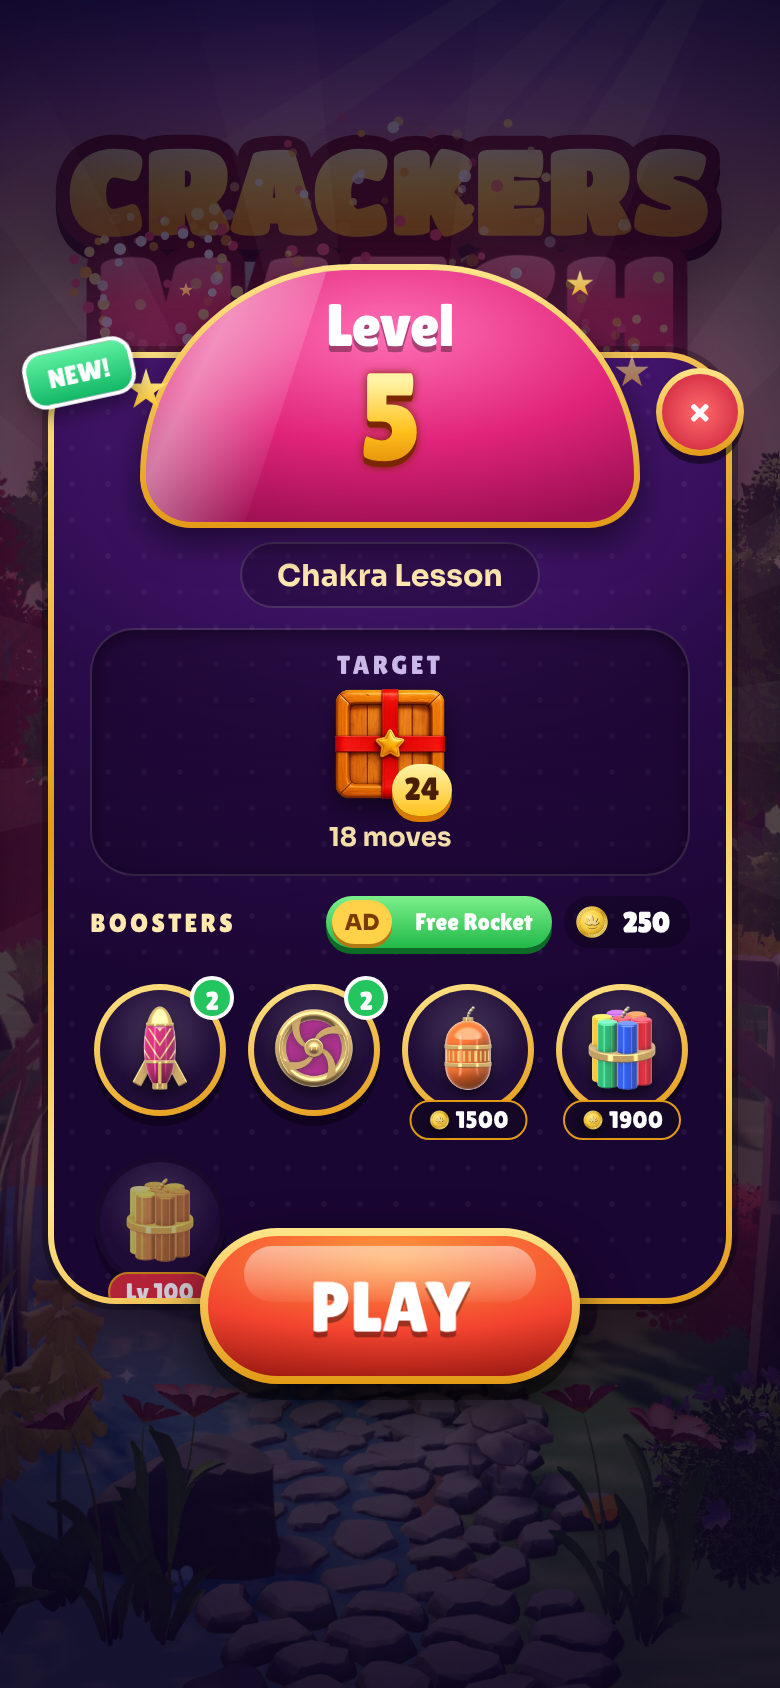 CRACKERS
MATCH
Level
5
NEW!
×
Chakra Lesson
TARGET
24
18 moves
BOOSTERS
AD
Free Rocket
250
2
2
1500
1900
Lv 100
PLAY